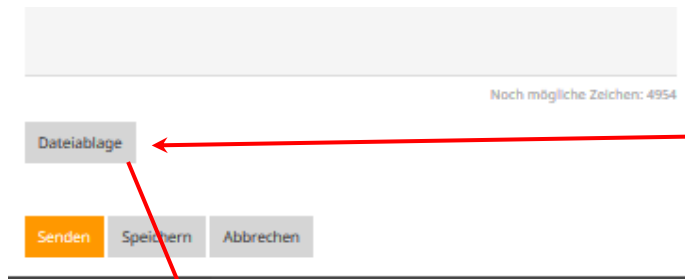 Noch mögliche Zeichen: 4954
Dateiablage
Senden Speichern Abbrechen